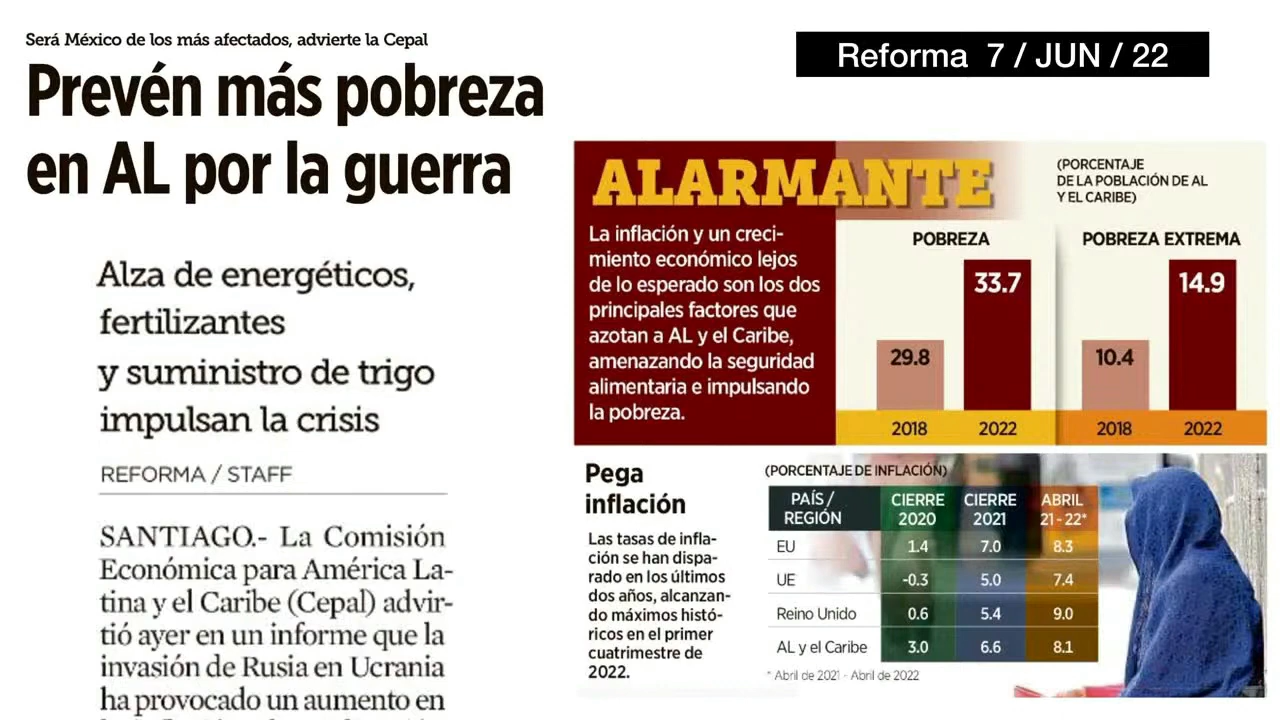 Será México de los más afectados, advierte la Cepal
Prevén más pobreza
en AL por la guerra
Reforma 7 / JUN / 22
Alza de energéticos,
fertilizantes
y suministro de trigo
impulsan la crisis
REFORMA / STAFF
SANTIAGO.- La Comisión
Económica para América La-
tina y el Caribe (Cepal) advir-
tió ayer en un informe que la
invasión de Rusia en Ucrania
ha provocado un aumento en
ALARMANTE
(PORCENTAJE
DE LA POBLACIÓN DE AL
Y EL CARIBE)
La inflación y un creci-
miento económico lejos
de lo esperado son los dos
principales factores que
azotan a AL y el Caribe,
amenazando la seguridad
alimentaria e impulsando
la pobreza.
POBREZA
33.7
29.8
2018 2022
POBREZA EXTREMA
14.9
10.4
2018 2022
Pega
inflación
Las tasas de infla-
ción se han dispa-
rado en los últimos
dos años, alcanzan-
do máximos histó-
ricos en el primer
cuatrimestre de
2022.
(PORCENTAJE DE INFLACIÓN)
PAÍS / REGIÓN CIERRE 2020 CIERRE 2021 ABRIL 21-22*
EU 1.4 7.0 8.3
UE -0.3 5.0 7.4
Reino Unido 0.6 5.4 9.0
AL y el Caribe 3.0 6.6 8.1
* Abril de 2021 - Abril de 2022